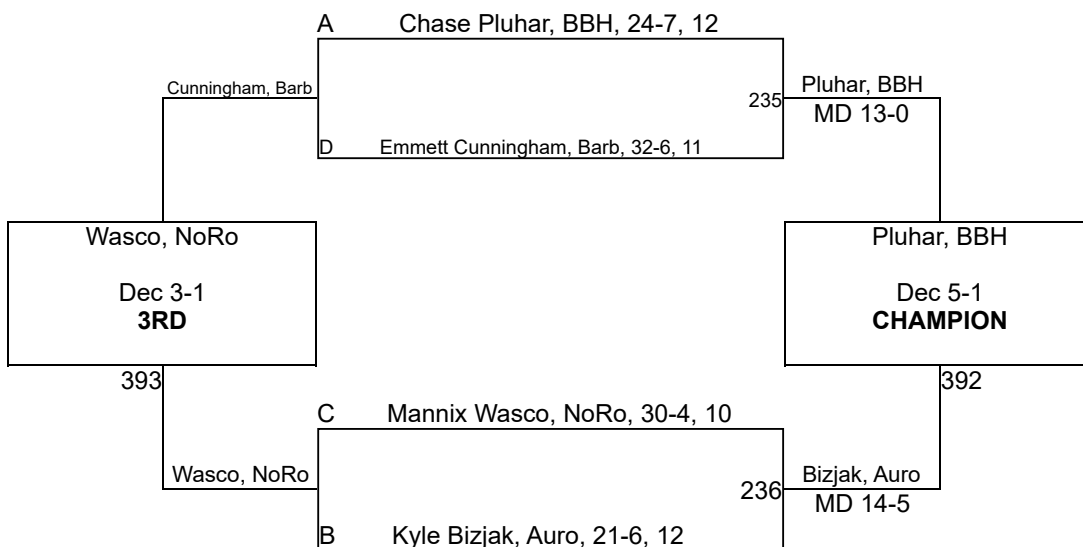 A Chase Pluhar, BBH, 24-7, 12
Cunningham, Barb
235
Pluhar, BBH
MD 13-0
D Emmett Cunningham, Barb, 32-6, 11
Wasco, NoRo
Dec 3-1
3RD
393
Pluhar, BBH
Dec 5-1
CHAMPION
392
C Mannix Wasco, NoRo, 30-4, 10
Wasco, NoRo
236
Bizjak, Auro
MD 14-5
B Kyle Bizjak, Auro, 21-6, 12